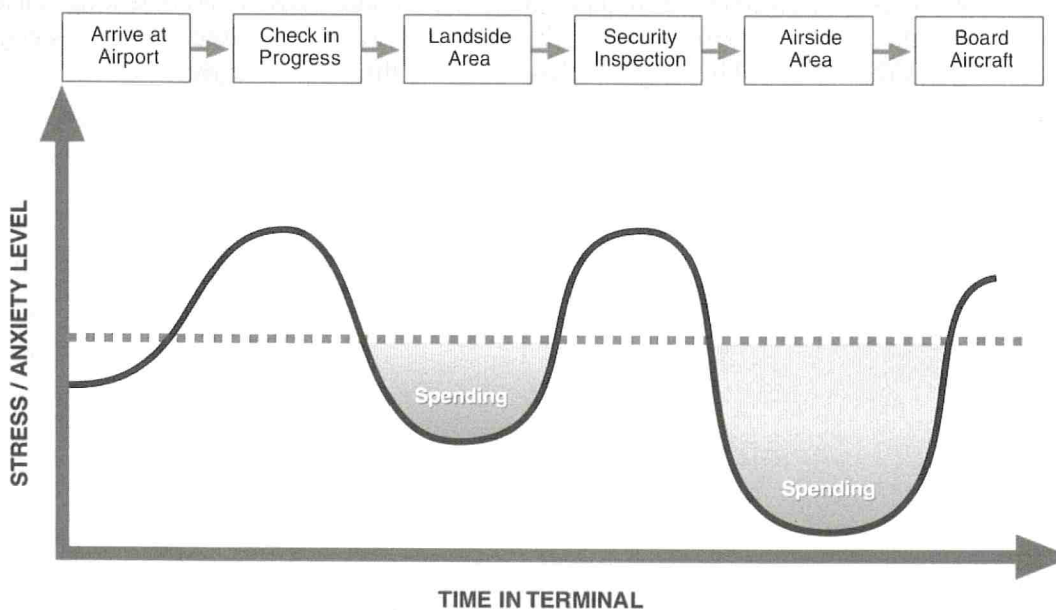 Arrive at
Airport
Check in
Progress
Landside
Area
Security
Inspection
Airside
Area
Board
Aircraft
STRESS / ANXIETY LEVEL
Spending
Spending
TIME IN TERMINAL